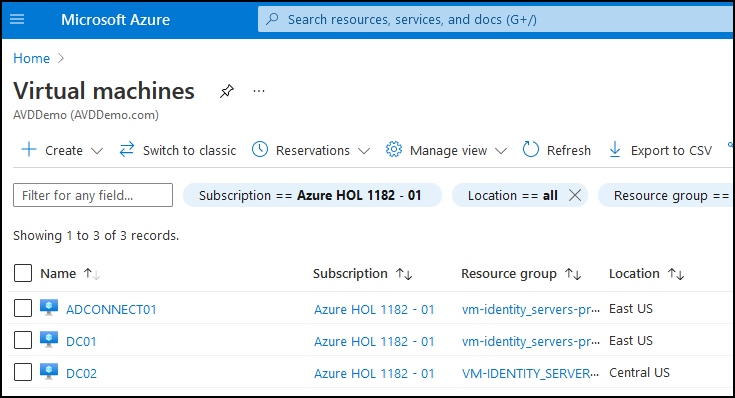 Microsoft Azure Search resources, services, and docs (G+/)
Home
Virtual machines ...
AVDDemo (AVDDemo.com)
Create Switch to classic Reservations Manage view Refresh Export to CSV
Filter for any field... Subscription == Azure HOL 1182 - 01 Location == all Resource group ==
Showing 1 to 3 of 3 records.
Name Subscription Resource group Location
ADCONNECT01 Azure HOL 1182 - 01 vm-identity_servers-pr... East US
DC01 Azure HOL 1182 - 01 vm-identity_servers-pr... East US
DC02 Azure HOL 1182 - 01 VM-IDENTITY_SERVER Central US